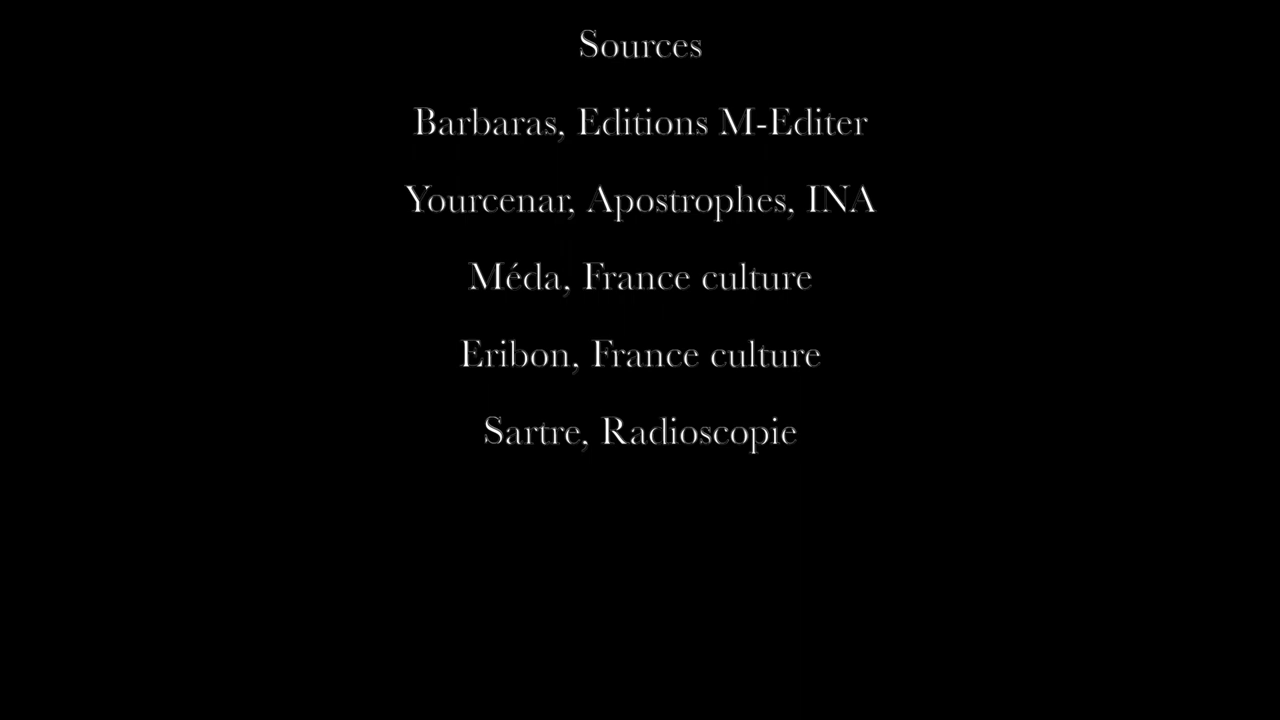 Sources
Barbaras, Editions M-Editer
Yourcenar, Apostrophes, INA
Méda, France culture
Eribon, France culture
Sartre, Radioscopie